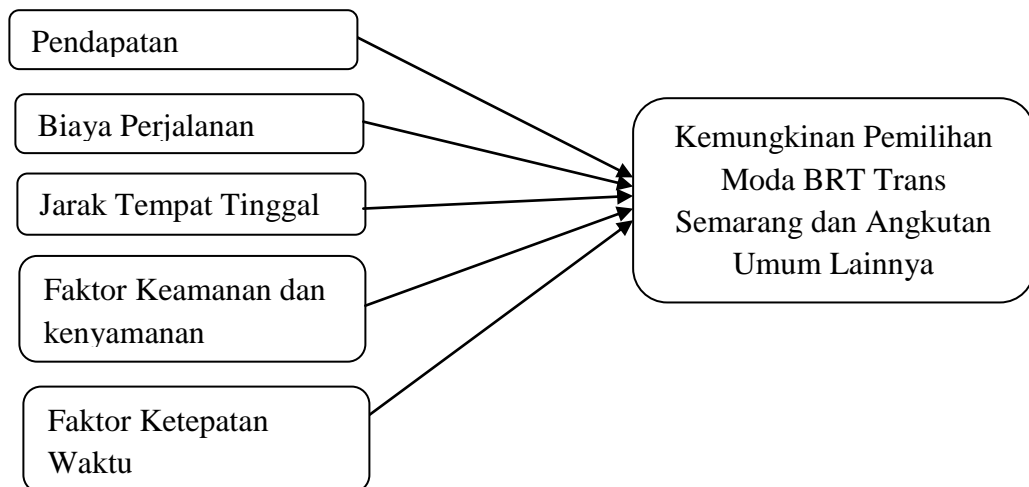 Pendapatan
Biaya Perjalanan
Jarak Tempat Tinggal
Faktor Keamanan dan
kenyamanan
Faktor Ketepatan
Waktu
Kemungkinan Pemilihan
Moda BRT Trans
Semarang dan Angkutan
Umum Lainnya